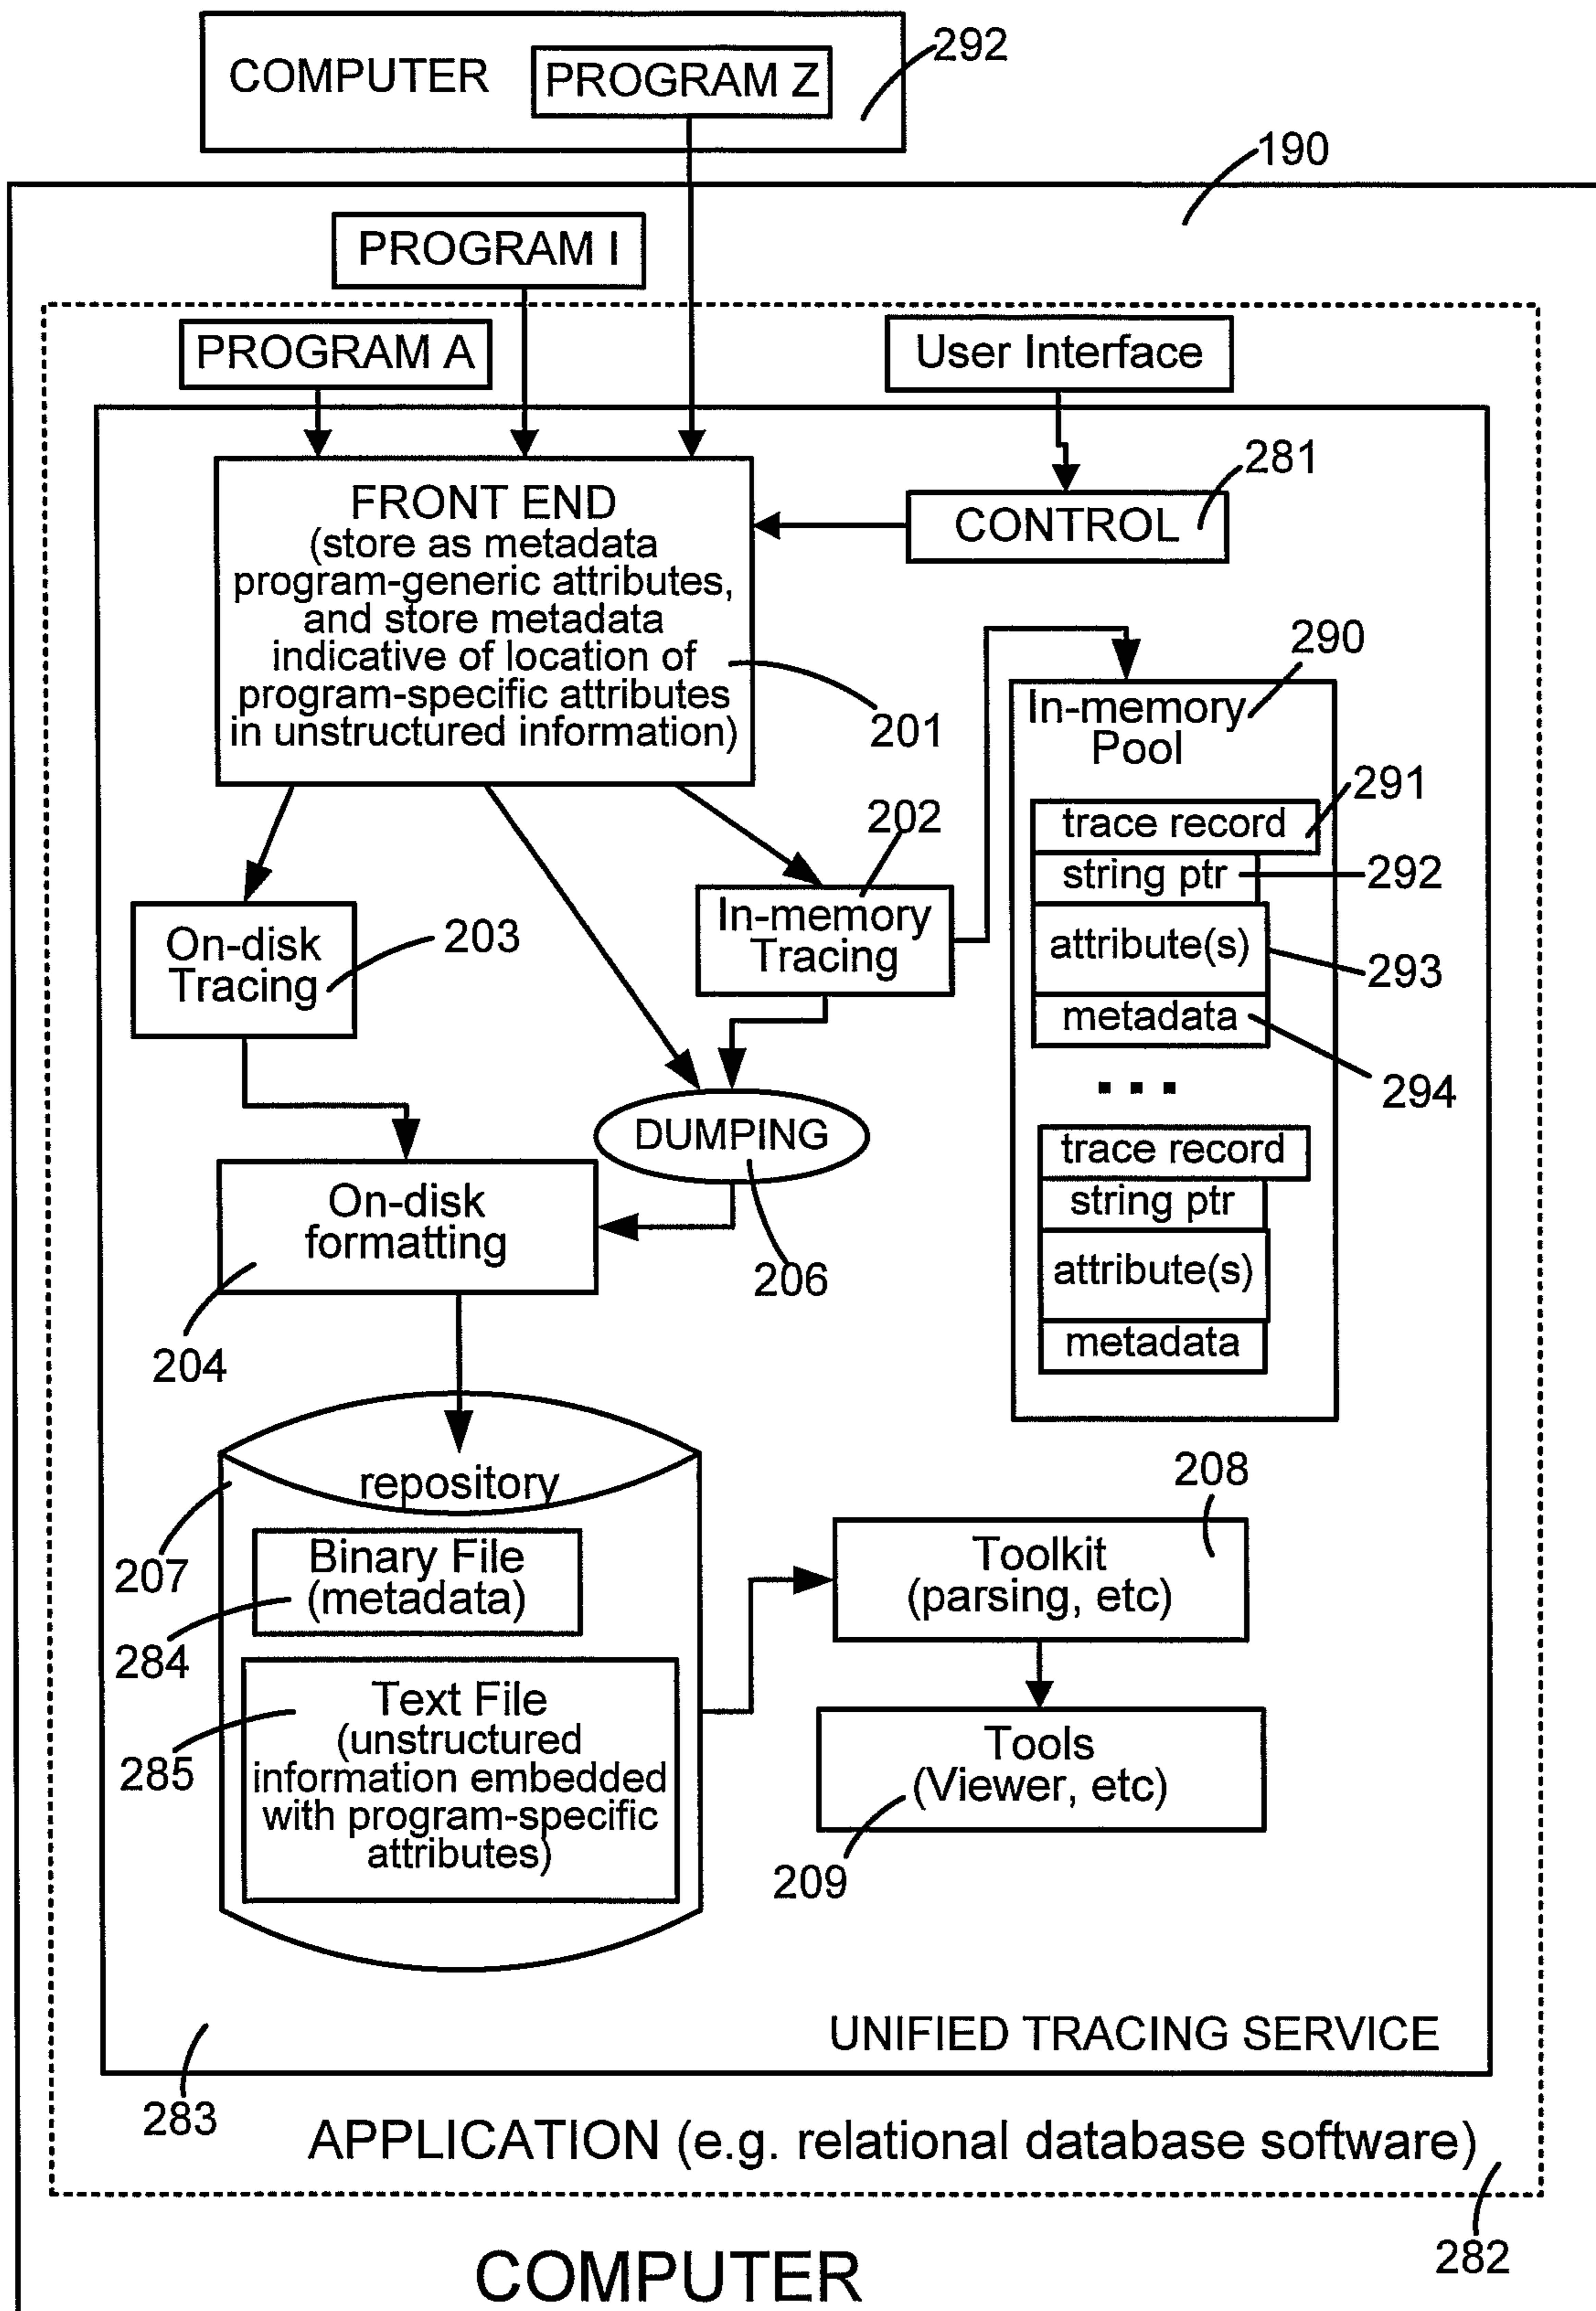 COMPUTER
PROGRAM Z
292
190
PROGRAM I
PROGRAM A
User Interface
281
CONTROL
FRONT END
(store as metadata
program-generic attributes,
and store metadata
indicative of location of
program-specific attributes
in unstructured information)
201
290
In-memory
Pool
291
trace record
string ptr
292
attribute(s)
293
metadata
294
...
trace record
string ptr
attribute(s)
metadata
202
In-memory
Tracing
On-disk
Tracing
203
DUMPING
206
On-disk
formatting
204
repository
207
Binary File
(metadata)
284
Text File
(unstructured
information embedded
with program-specific
attributes)
285
208
Toolkit
(parsing, etc)
Tools
(Viewer, etc)
209
UNIFIED TRACING SERVICE
283
APPLICATION (e.g. relational database software)
282
COMPUTER